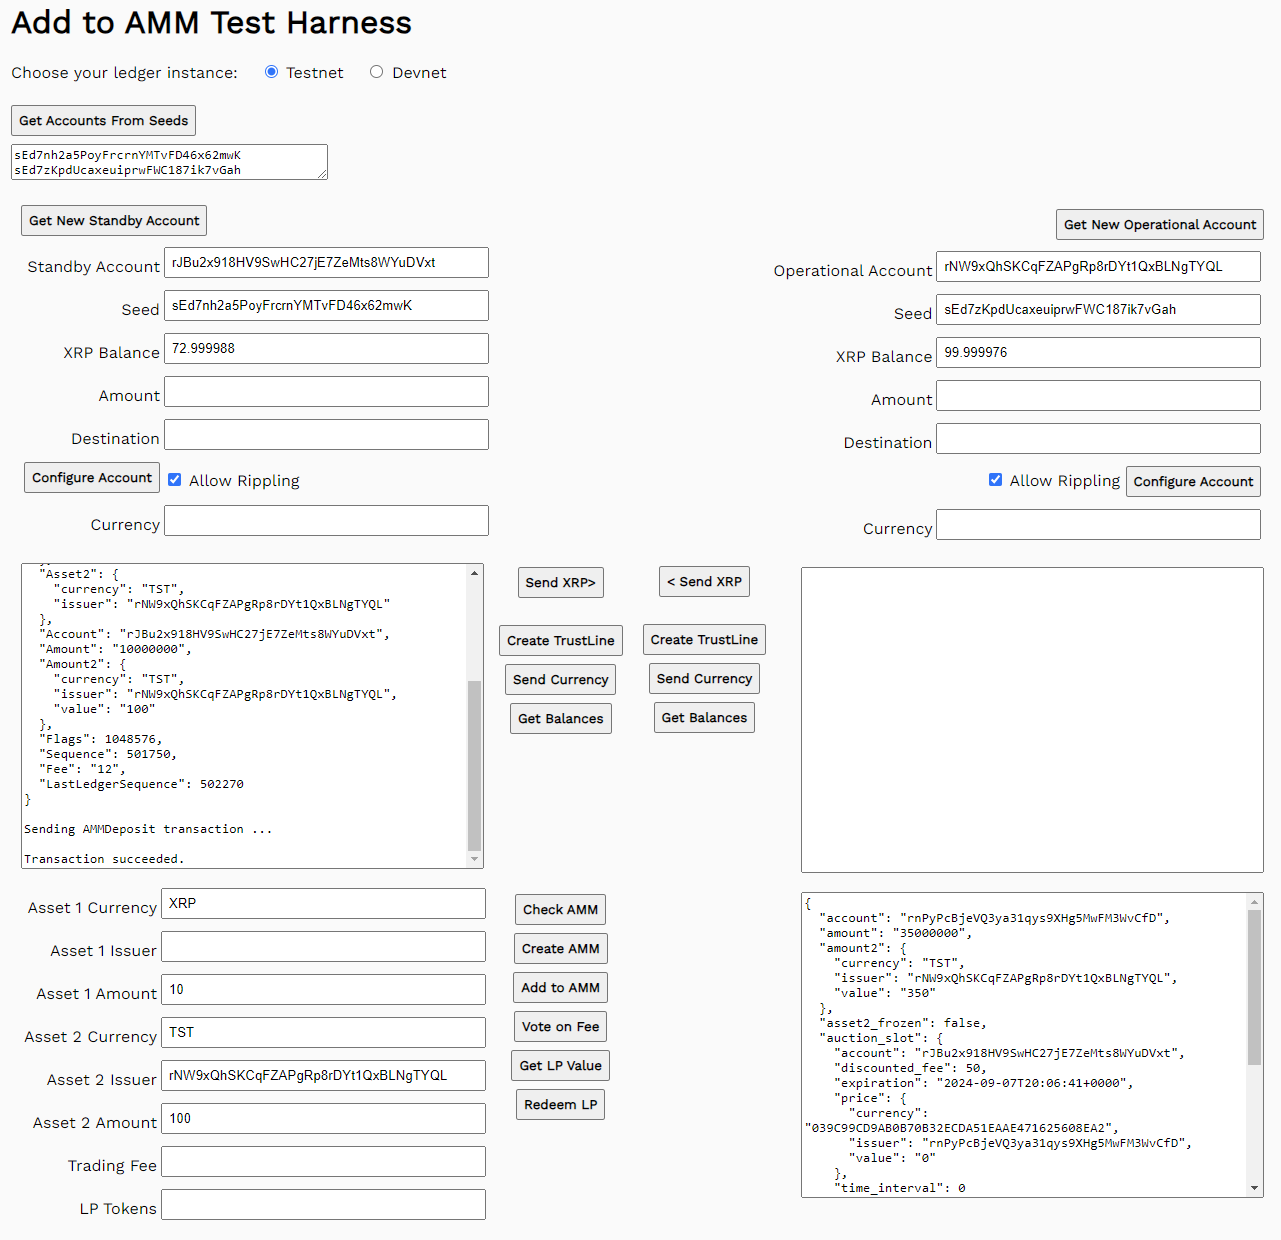 Add to AMM Test Harness
Choose your ledger instance: Testnet Devnet
Get Accounts From Seeds
sEd7nh2a5PoyFrcrnYMTvFD46x62mwK
sEd7zKpdUcaxeuiprwFWC187ik7vGah
Get New Standby Account
Standby Account rJBu2x918HV9SwHC27jE7ZeMts8WYuDVxt
Seed sEd7nh2a5PoyFrcrnYMTvFD46x62mwK
XRP Balance 72.999988
Amount
Destination
Configure Account Allow Rippling
Currency
Get New Operational Account
Operational Account rNW9xQhSKCqFZAPgRp8rDYt1QxBLNgTYQL
Seed sEd7zKpdUcaxeuiprwFWC187ik7vGah
XRP Balance 99.999976
Amount
Destination
Allow Rippling Configure Account
Currency
"Asset2": {
"currency": "TST",
"issuer": "rNW9xQhSKCqFZAPgRp8rDYt1QxBLNgTYQL"
},
"Account": "rJBu2x918HV9SwHC27jE7ZeMts8WYuDVxt",
"Amount": "10000000",
"Amount2": {
"currency": "TST",
"issuer": "rNW9xQhSKCqFZAPgRp8rDYt1QxBLNgTYQL",
"value": "100"
},
"Flags": 1048576,
"Sequence": 501750,
"Fee": "12",
"LastLedgerSequence": 502270
}
Sending AMMDeposit transaction ...
Transaction succeeded.
Send XRP> < Send XRP
Create TrustLine Create TrustLine
Send Currency Send Currency
Get Balances Get Balances
Asset 1 Currency XRP
Asset 1 Issuer
Asset 1 Amount 10
Asset 2 Currency TST
Asset 2 Issuer rNW9xQhSKCqFZAPgRp8rDYt1QxBLNgTYQL
Asset 2 Amount 100
Trading Fee
LP Tokens
Check AMM
Create AMM
Add to AMM
Vote on Fee
Get LP Value
Redeem LP
{
"account": "rnPyPcBjeVQ3ya31qys9XHg5MwFM3WvCfD",
"amount": "35000000",
"amount2": {
"currency": "TST",
"issuer": "rNW9xQhSKCqFZAPgRp8rDYt1QxBLNgTYQL",
"value": "350"
},
"asset2_frozen": false,
"auction_slot": {
"account": "rJBu2x918HV9SwHC27jE7ZeMts8WYuDVxt",
"discounted_fee": 50,
"expiration": "2024-09-07T20:06:41+0000",
"price": {
"currency":
"039C99CD9AB0B70B32ECDA51EAAE471625608EA2",
"issuer": "rnPyPcBjeVQ3ya31qys9XHg5MwFM3WvCfD",
"value": "0"
},
"time_interval": 0